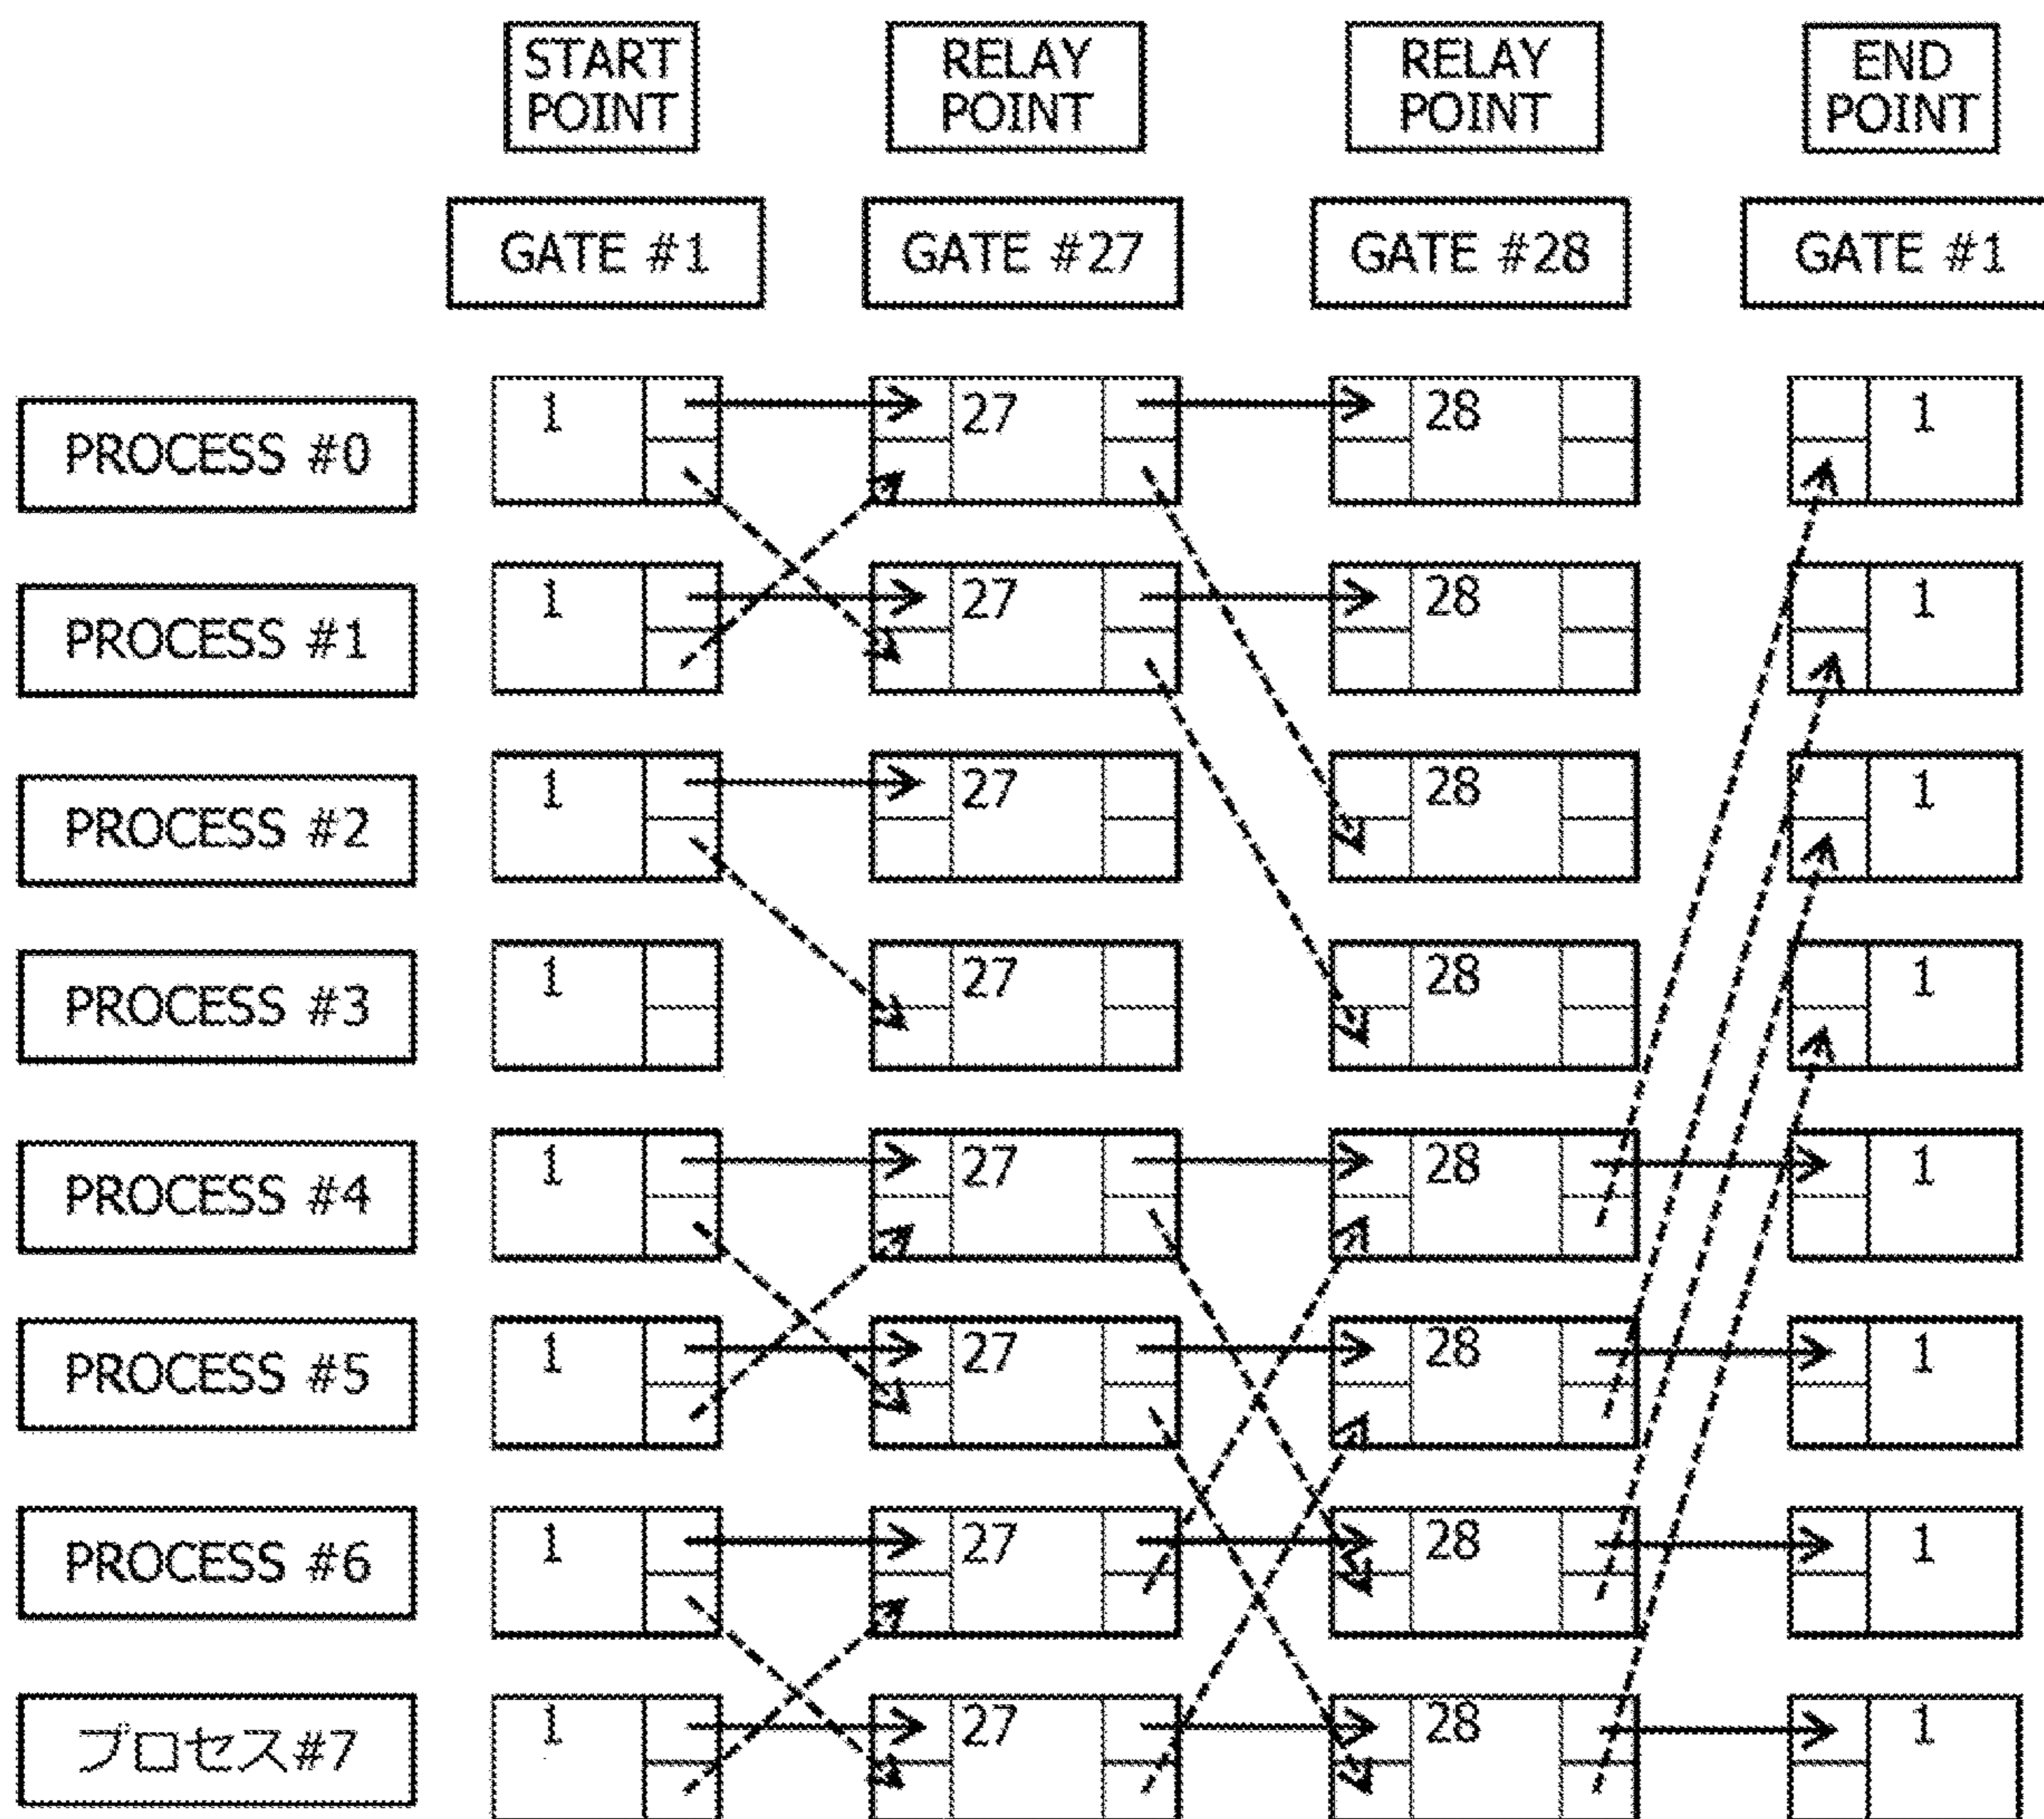 START
POINT
RELAY
POINT
RELAY
POINT
END
POINT
GATE #1
GATE #27
GATE #28
GATE #1
PROCESS #0
1
27
28
1
PROCESS #1
1
27
28
1
PROCESS #2
1
27
28
1
PROCESS #3
1
27
28
1
PROCESS #4
1
27
28
1
PROCESS #5
1
27
28
1
PROCESS #6
1
27
28
1
プロセス#7
1
27
28
1